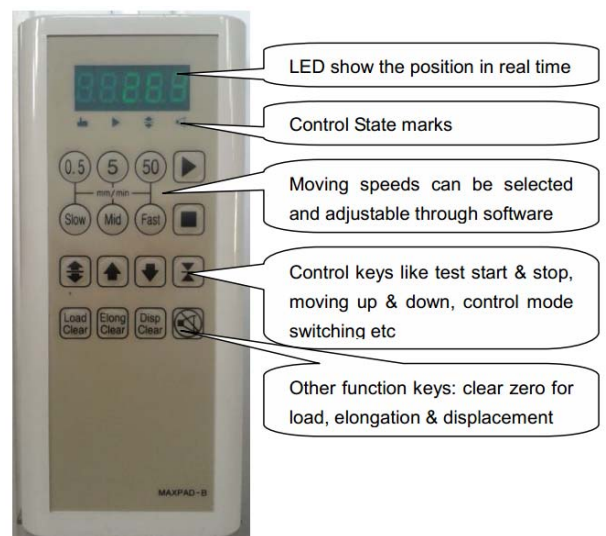 28.5
LED show the position in real time
Control State marks
0.5 5 50
mm/min
Slow Mid Fast
Moving speeds can be selected
and adjustable through software
Control keys like test start & stop,
moving up & down, control mode
switching etc
Load Clear
Elong Clear
Disp Clear
Other function keys: clear zero for
load, elongation & displacement
MAXPAD-B